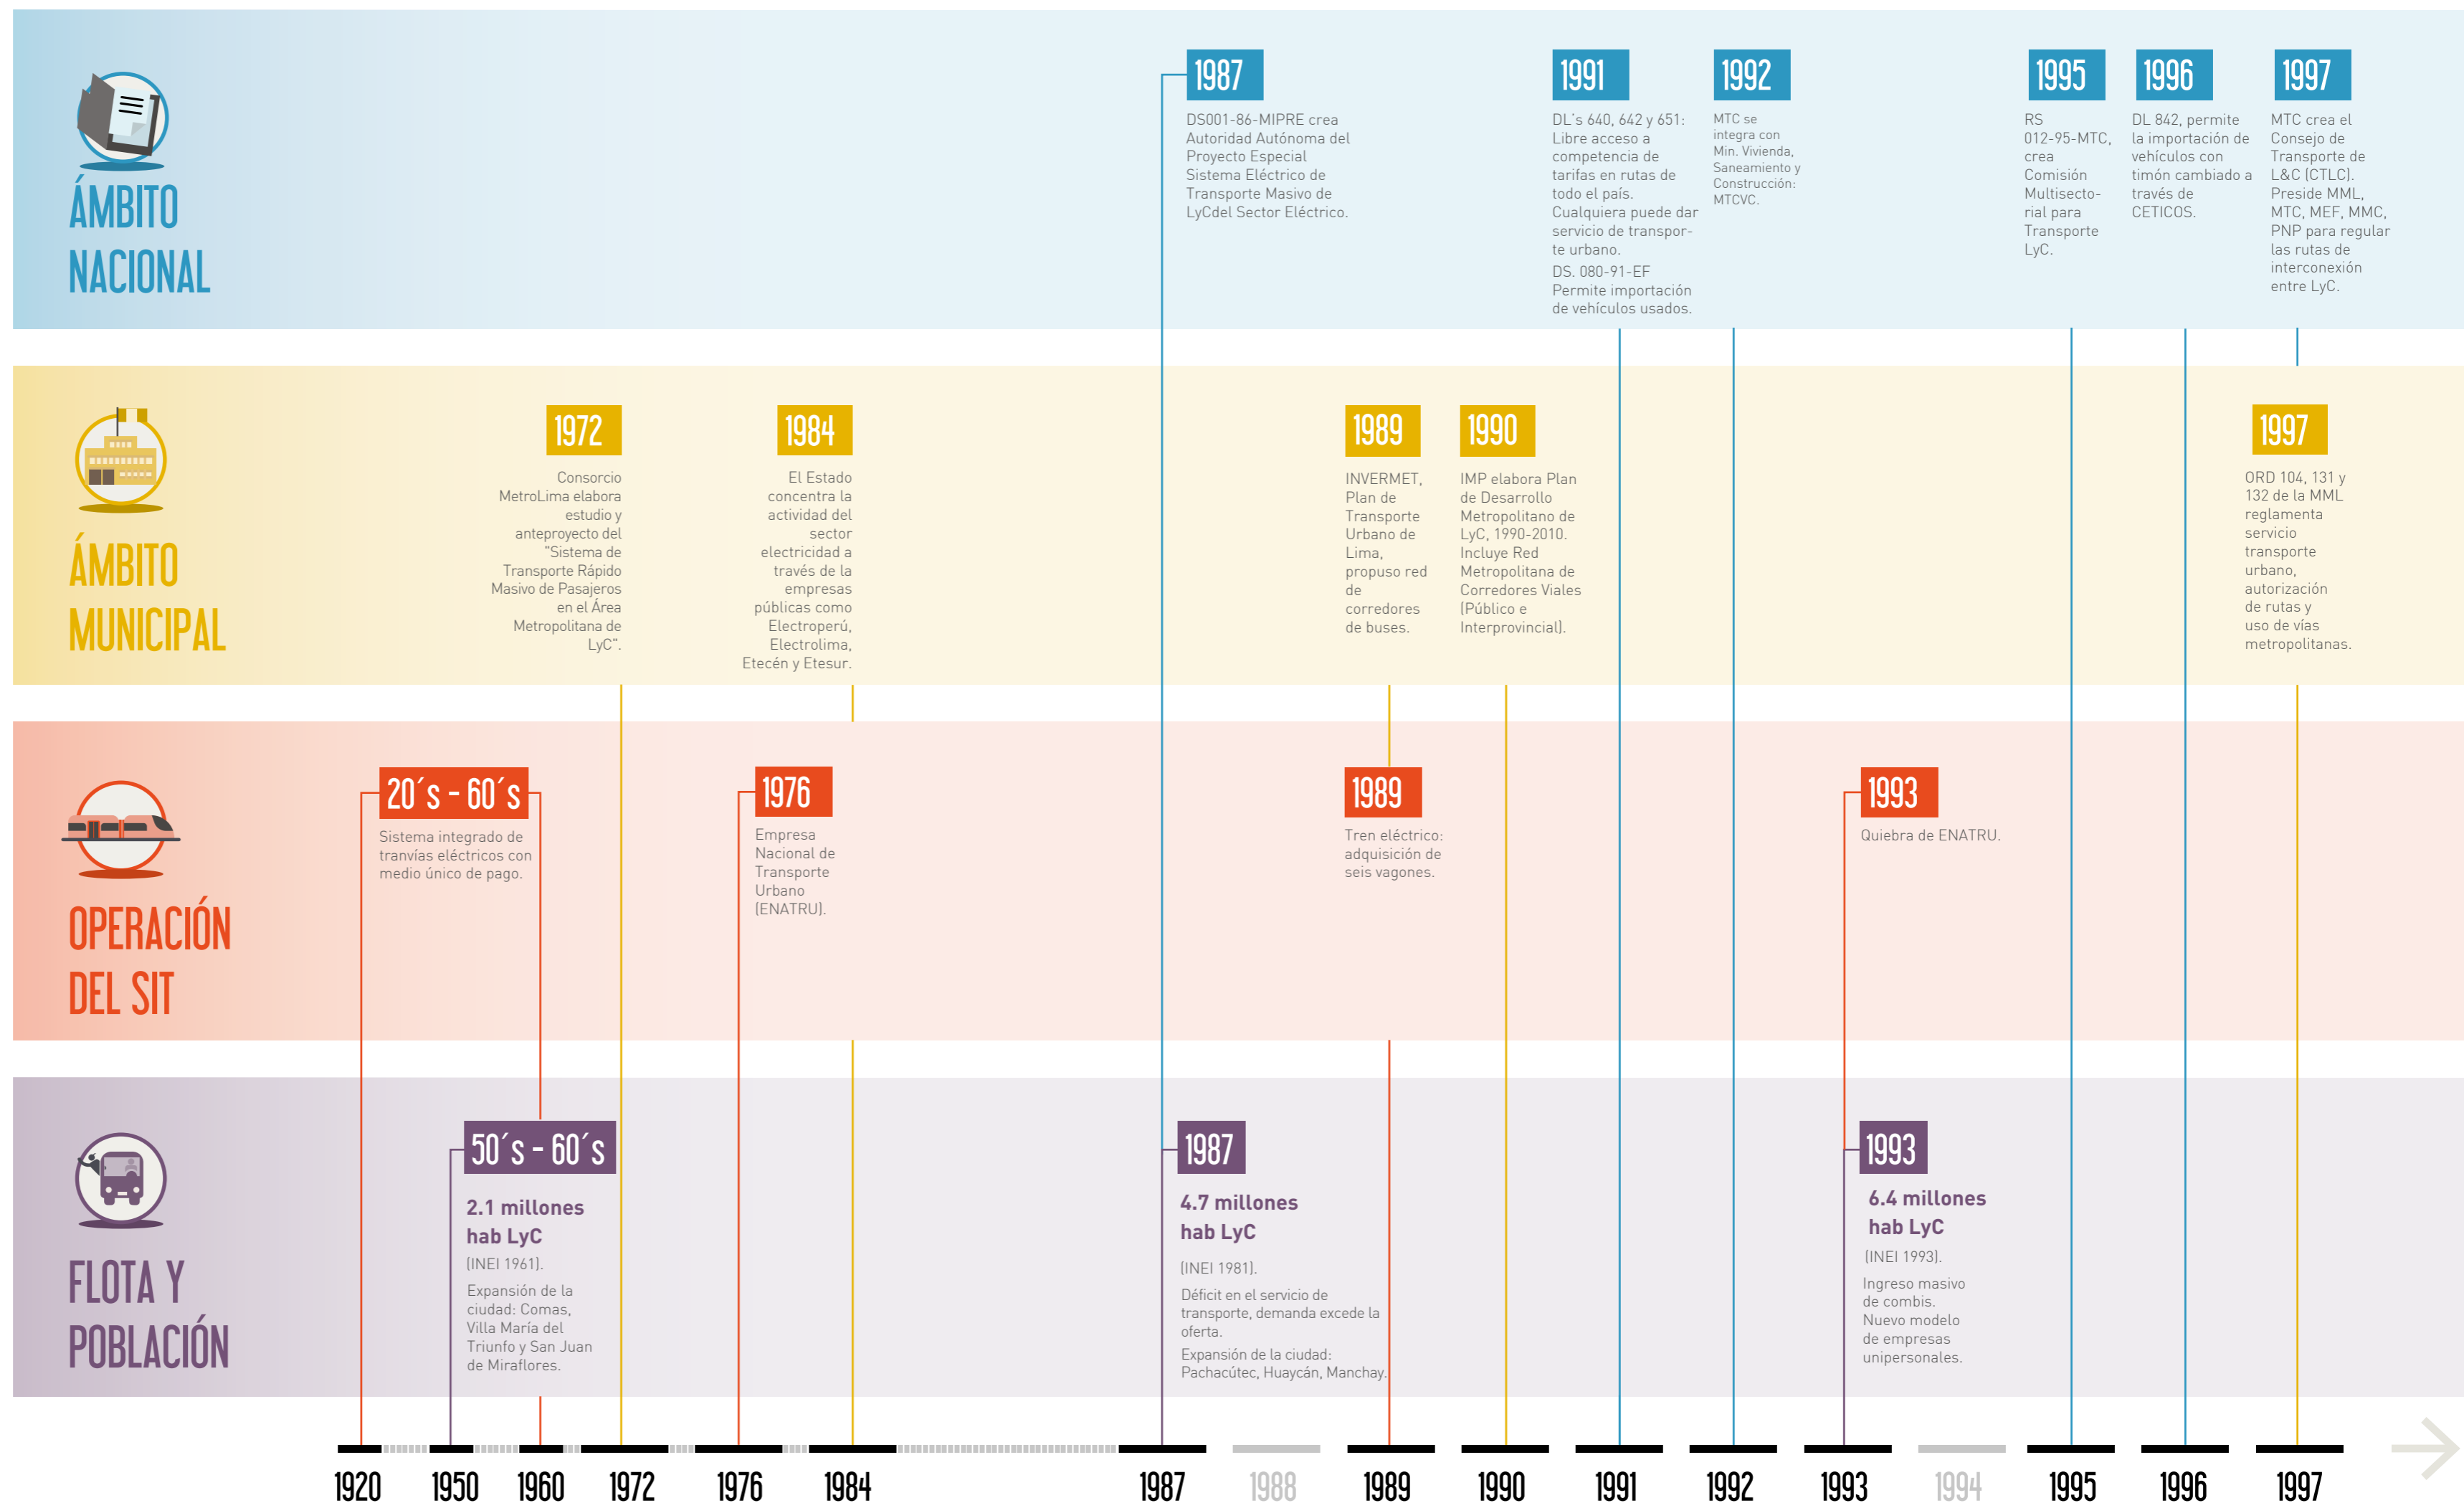 ÁMBITO
NACIONAL
1987
DS001-86-MIPRE crea
Autoridad Autónoma del
Proyecto Especial
Sistema Eléctrico de
Transporte Masivo de
LyCdel Sector Eléctrico.
1991
DL´s 640, 642 y 651:
Libre acceso a
competencia de
tarifas en rutas de
todo el país.
Cualquiera puede dar
servicio de transpor-
te urbano.
DS. 080-91-EF
Permite importación
de vehículos usados.
1992
MTC se
integra con
Min. Vivienda,
Saneamiento y
Construcción:
MTCVC.
1995
RS
012-95-MTC,
crea
Comisión
Multisecto-
rial para
Transporte
LyC.
1996
DL 842, permite
la importación de
vehículos con
timón cambiado a
través de
CETICOS.
1997
MTC crea el
Consejo de
Transporte de
L&C (CTLC).
Preside MML,
MTC, MEF, MMC,
PNP para regular
las rutas de
interconexión
entre LyC.
ÁMBITO
MUNICIPAL
1972
Consorcio
MetroLima elabora
estudio y
anteproyecto del
"Sistema de
Transporte Rápido
Masivo de Pasajeros
en el Área
Metropolitana de
LyC".
1984
El Estado
concentra la
actividad del
sector
electricidad a
través de la
empresas
públicas como
Electroperú,
Electrolima,
Etecén y Etesur.
1989
INVERMET,
Plan de
Transporte
Urbano de
Lima,
propuso red
de
corredores
de buses.
1990
IMP elabora Plan
de Desarrollo
Metropolitano de
LyC, 1990-2010.
Incluye Red
Metropolitana de
Corredores Viales
(Público e
Interprovincial).
1997
ORD 104, 131 y
132 de la MML
reglamenta
servicio
transporte
urbano,
autorización
de rutas y
uso de vías
metropolitanas.
OPERACIÓN
DEL SIT
20´s - 60´s
Sistema integrado de
tranvías eléctricos con
medio único de pago.
1976
Empresa
Nacional de
Transporte
Urbano
(ENATRU).
1989
Tren eléctrico:
adquisición de
seis vagones.
1993
Quiebra de ENATRU.
FLOTA Y
POBLACIÓN
50´s - 60´s
2.1 millones
hab LyC
(INEI 1961).
Expansión de la
ciudad: Comas,
Villa María del
Triunfo y San Juan
de Miraflores.
1987
4.7 millones
hab LyC
(INEI 1981).
Déficit en el servicio de
transporte, demanda excede la
oferta.
Expansión de la ciudad:
Pachacútec, Huaycán, Manchay.
1993
6.4 millones
hab LyC
(INEI 1993).
Ingreso masivo
de combis.
Nuevo modelo
de empresas
unipersonales.
1920 1950 1960 1972 1976 1984 1987 1988 1989 1990 1991 1992 1993 1994 1995 1996 1997